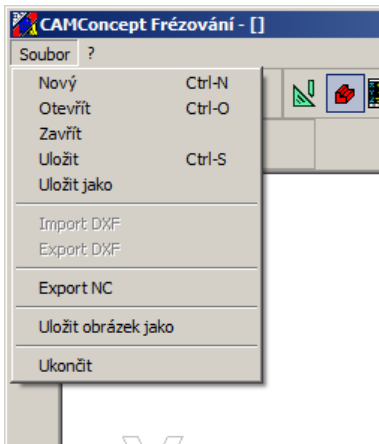 CAMConcept Frézování - []
Soubor ?
Nový Ctrl-N
Otevřít Ctrl-O
Zavřít
Uložit Ctrl-S
Uložit jako
Import DXF
Export DXF
Export NC
Uložit obrázek jako
Ukončit